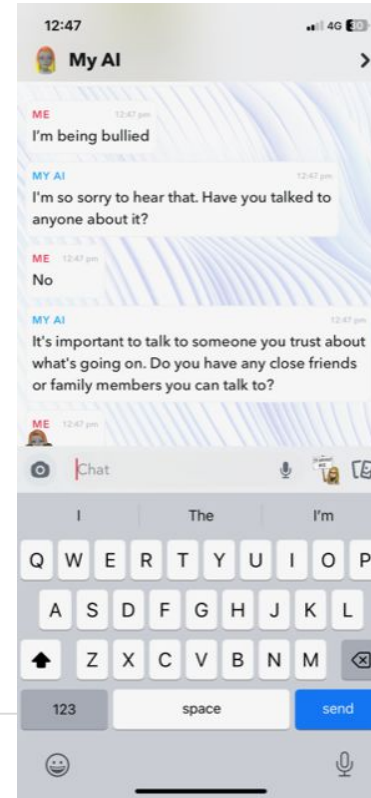 12:47
4G 30
My AI
ME 12:47 pm
I'm being bullied
MY AI 12:47 pm
I'm so sorry to hear that. Have you talked to
anyone about it?
ME 12:47 pm
No
MY AI 12:47 pm
It's important to talk to someone you trust about
what's going on. Do you have any close friends
or family members you can talk to?
ME 12:47 pm
Chat
I The I'm
Q W E R T Y U I O P
A S D F G H J K L
Z X C V B N M
123 space send